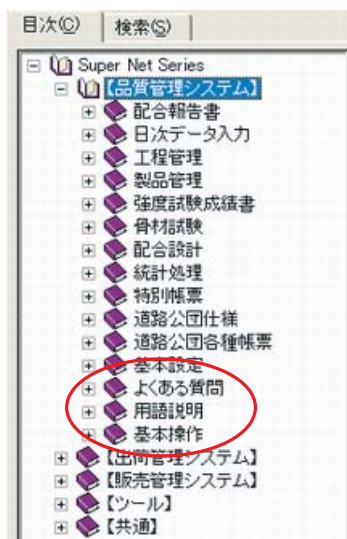 目次(C) 検索(S)
Super Net Series
【品質管理システム】
配合報告書
日次データ入力
工程管理
製品管理
強度試験成績書
骨材試験
配合設計
統計処理
特別帳票
道路公団仕様
道路公団各種帳票
基本設定
よくある質問
用語説明
基本操作
【出荷管理システム】
【販売管理システム】
【ツール】
【共通】